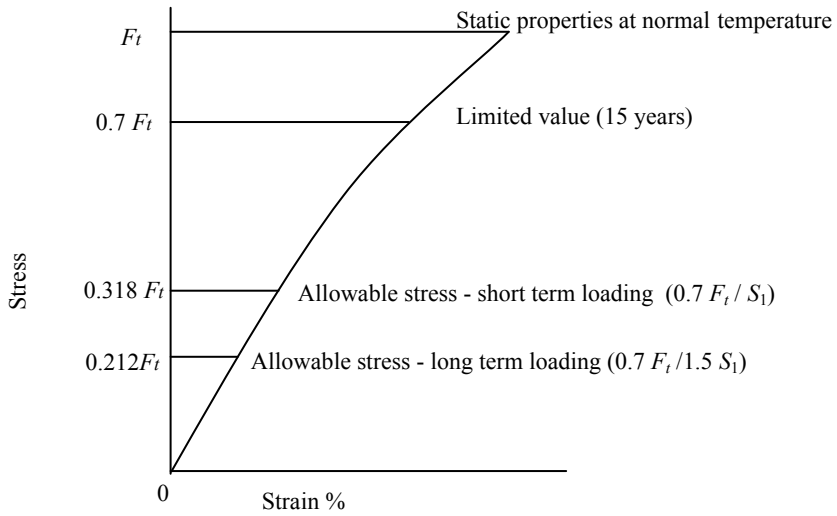 Static properties at normal temperature
Ft
0.7 Ft
Limited value (15 years)
0.318 Ft
Allowable stress - short term loading (0.7 Ft / S1)
0.212Ft
Allowable stress - long term loading (0.7 Ft /1.5 S1)
Stress
0
Strain %